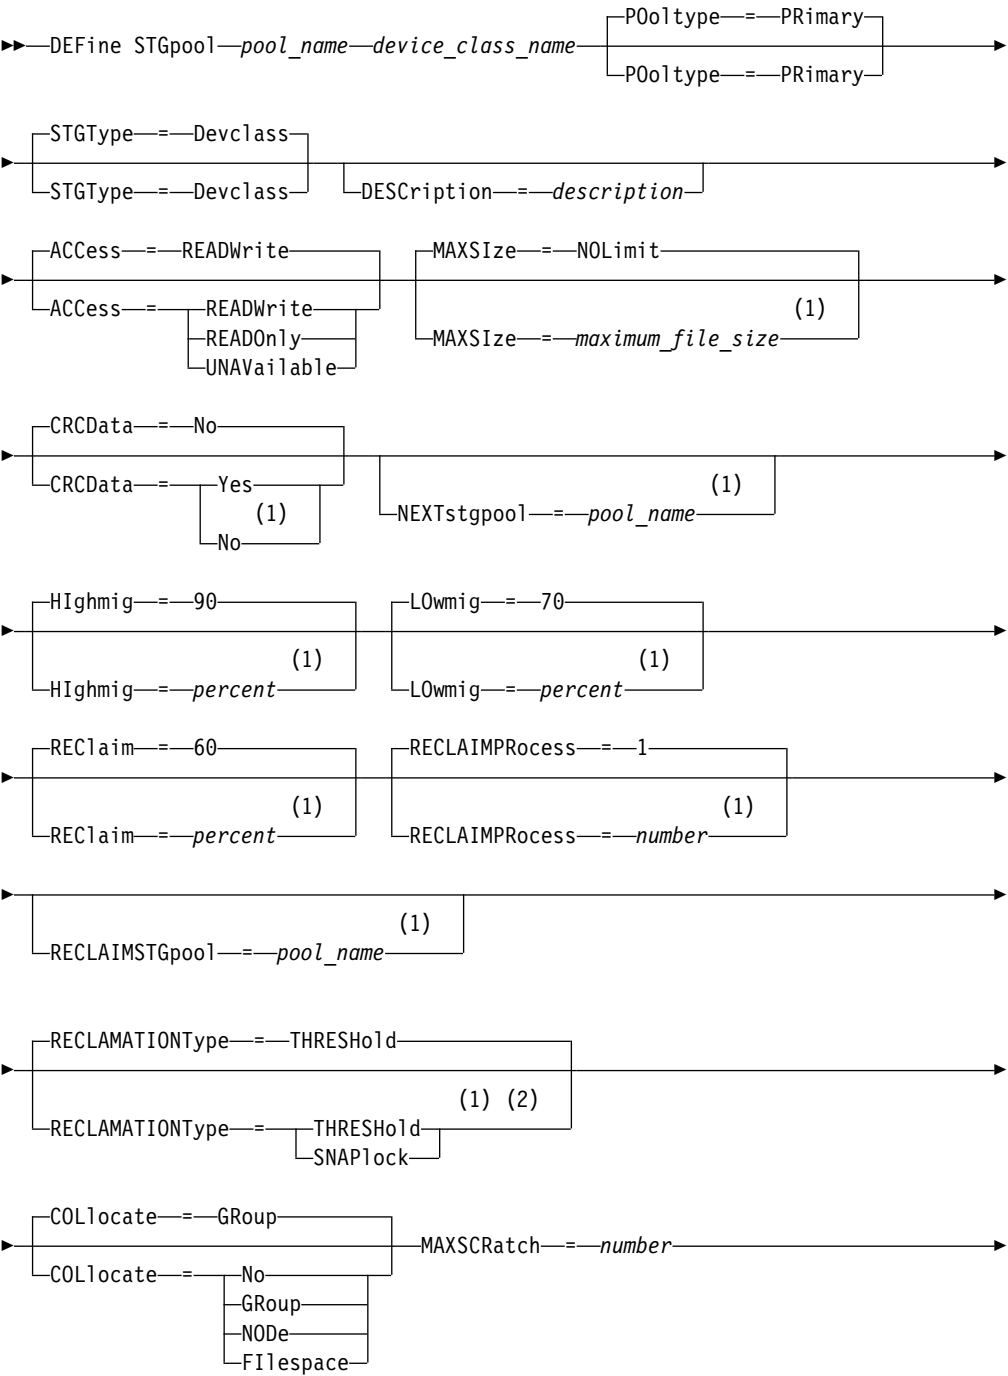 POoltype = PRimary
DEFine STGpool pool_name device_class_name
POoltype = PRimary
STGType = Devclass
STGType = Devclass DESCription = description
ACCess = READWrite MAXSIze = NOLimit
ACCess = READWrite (1)
READOnly MAXSIze = maximum_file_size
UNAVailable
CRCData = No
CRCData = Yes (1)
(1) NEXTstgpool = pool_name
No
HIghmig = 90 LOwmig = 70
(1) (1)
HIghmig = percent LOwmig = percent
REClaim = 60 RECLAIMPRocess = 1
(1) (1)
REClaim = percent RECLAIMPRocess = number
(1)
RECLAIMSTGpool = pool_name
RECLAMATIONType = THRESHold
(1) (2)
RECLAMATIONType = THRESHold
SNAPlock
COLlocate = GRoup
MAXSCRatch = number
COLlocate = No
GRoup
NODe
FIlespace